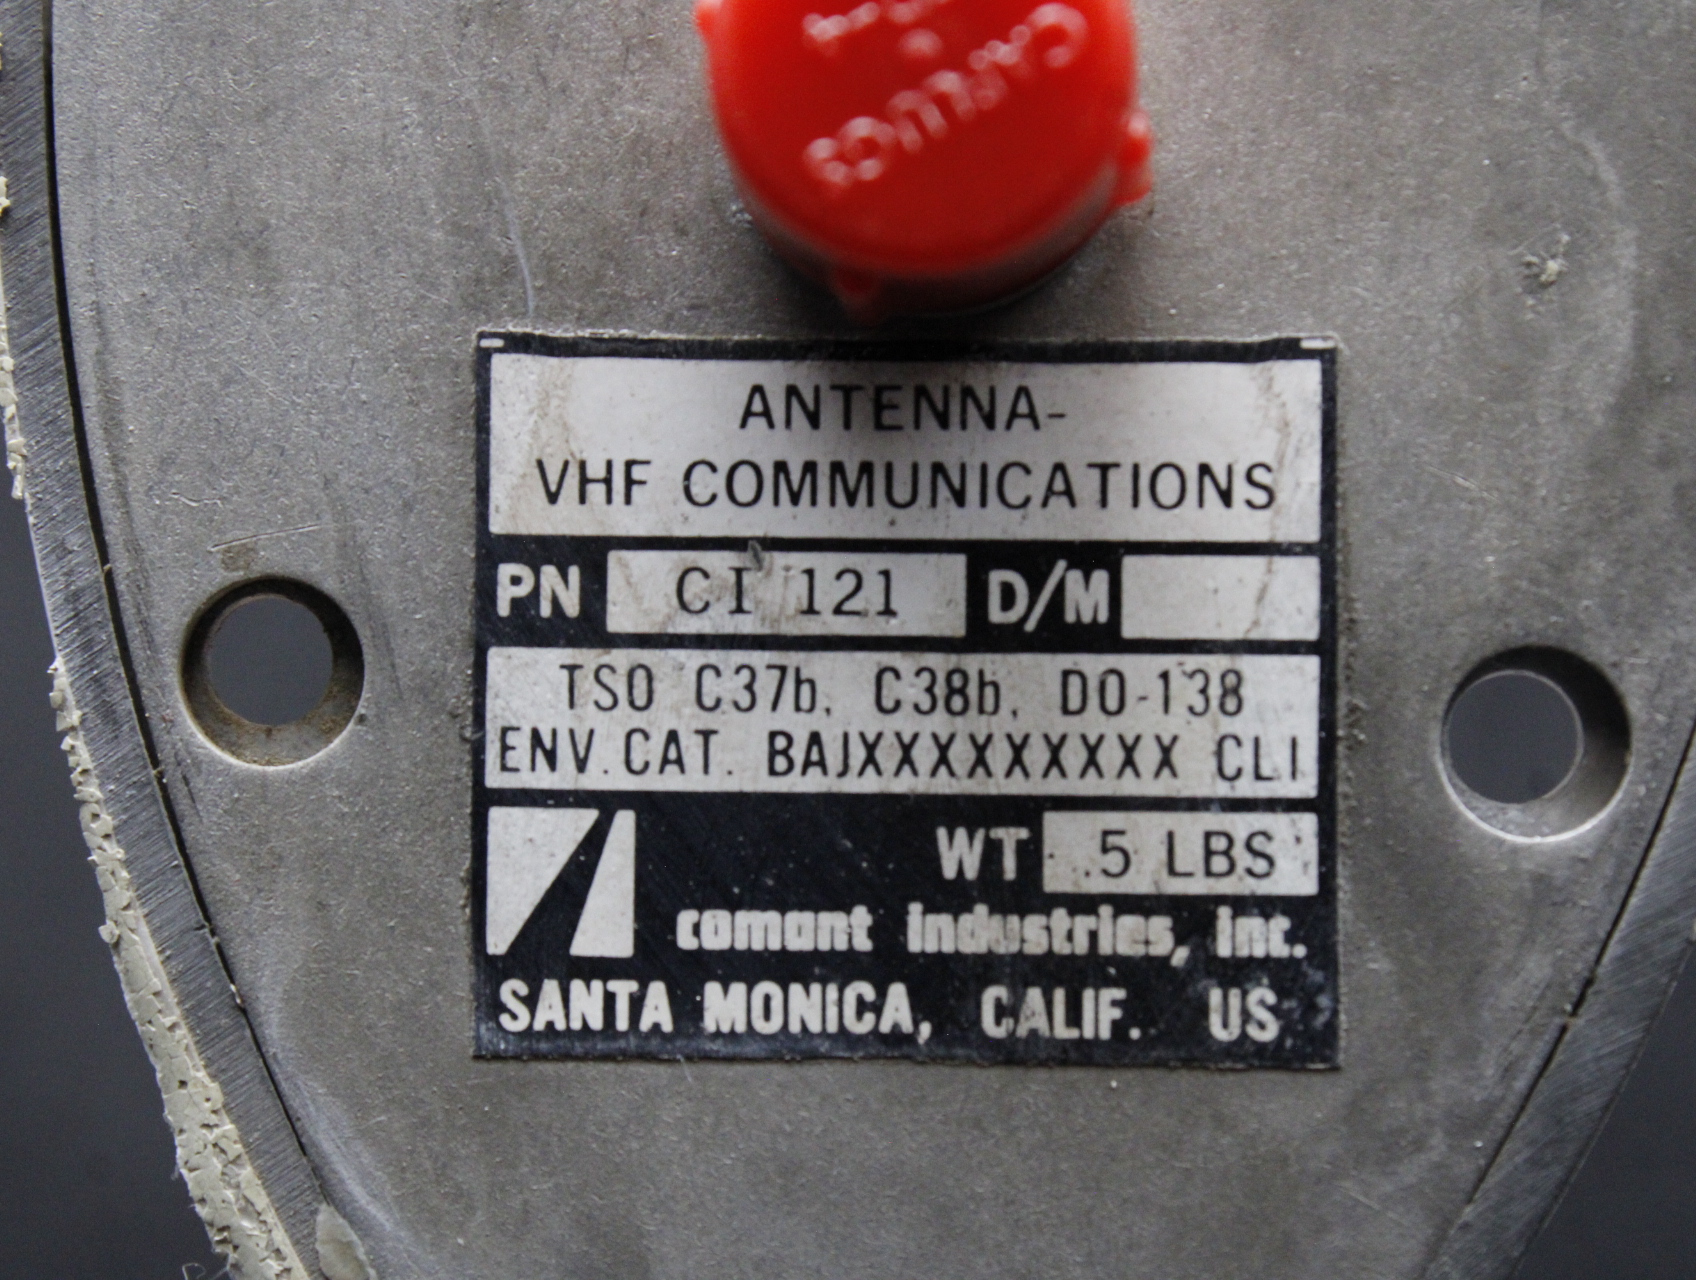 ANTENNA-
VHF COMMUNICATIONS
PN CI 121 D/M
TSO C37b, C38b, DO-138
ENV. CAT. BAJXXXXXXXXX CLI
WT .5 LBS
comant industries, inc.
SANTA MONICA, CALIF. US